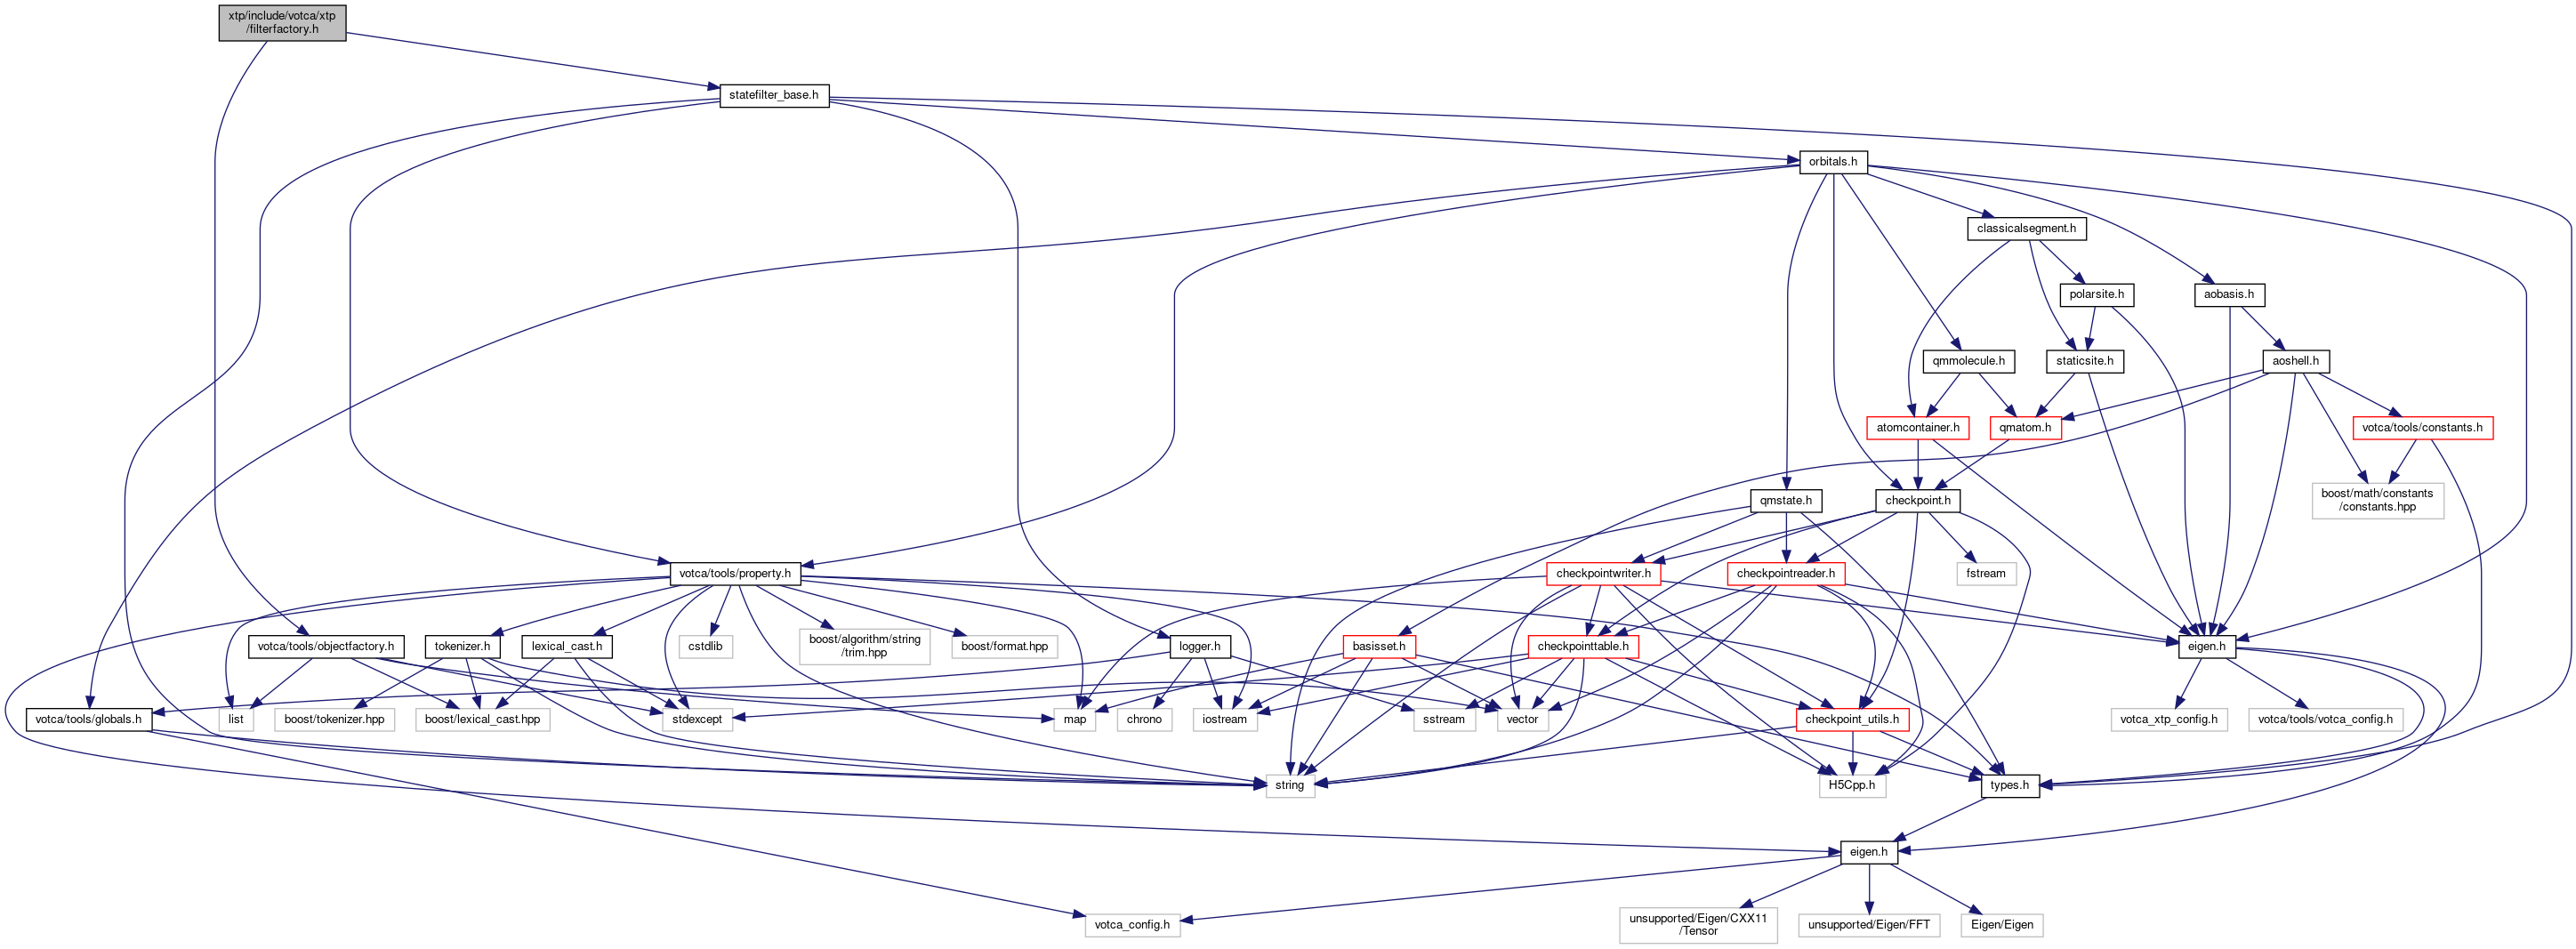 xtp/include/votca/xtp
/filterfactory.h
statefilter_base.h
orbitals.h
classicalsegment.h
polarsite.h
aobasis.h
qmmolecule.h
staticsite.h
aoshell.h
atomcontainer.h
qmatom.h
votca/tools/constants.h
qmstate.h
checkpoint.h
boost/math/constants
/constants.hpp
votca/tools/property.h
checkpointwriter.h
checkpointreader.h
fstream
votca/tools/objectfactory.h
tokenizer.h
lexical_cast.h
cstdlib
boost/algorithm/string
/trim.hpp
boost/format.hpp
logger.h
basisset.h
checkpointtable.h
eigen.h
votca/tools/globals.h
list
boost/tokenizer.hpp
boost/lexical_cast.hpp
stdexcept
map
chrono
iostream
sstream
vector
checkpoint_utils.h
votca_xtp_config.h
votca/tools/votca_config.h
string
H5Cpp.h
types.h
eigen.h
votca_config.h
unsupported/Eigen/CXX11
/Tensor
unsupported/Eigen/FFT
Eigen/Eigen